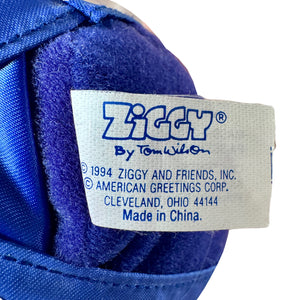 ZiGGY®
By Tom Wilson
© 1994 ZIGGY AND FRIENDS, INC.
© AMERICAN GREETINGS CORP.
CLEVELAND, OHIO 44144
Made in China.